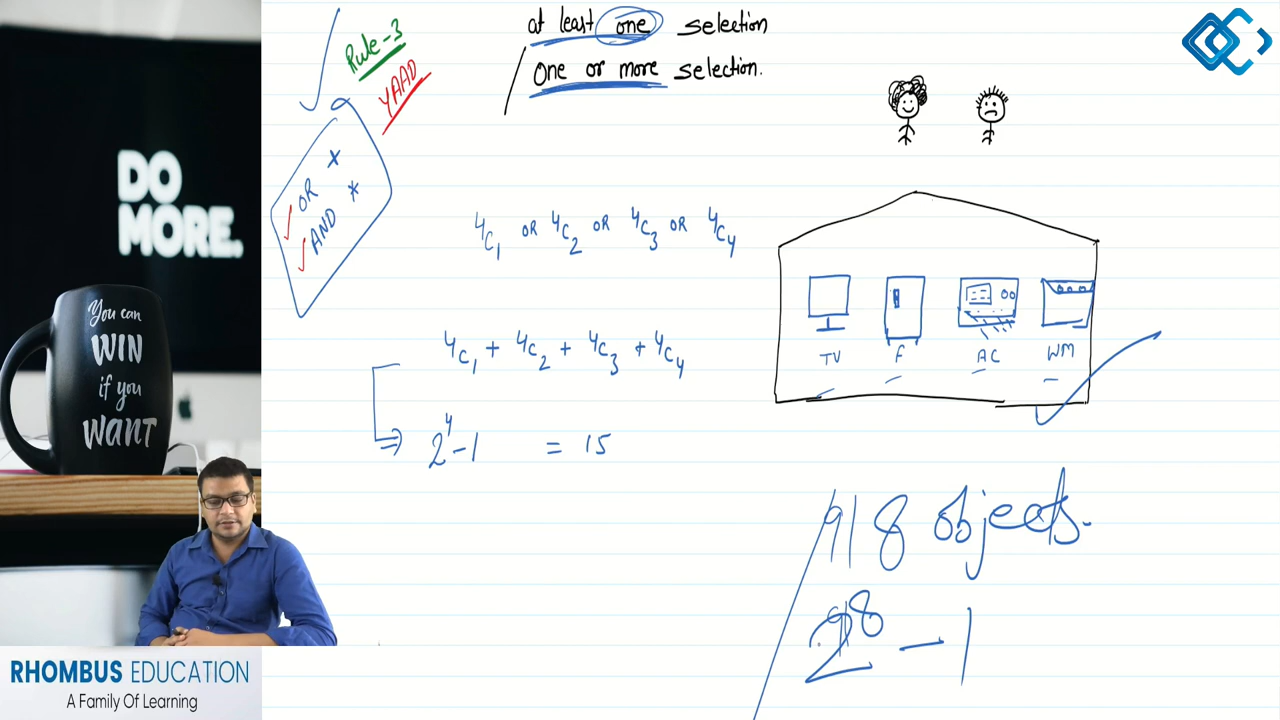 at least one selection
One or more selection.
Rule-3
YAAD
OR *
AND *
4C1 OR 4C2 OR 4C3 OR 4C4
4C1 + 4C2 + 4C3 + 4C4
⇒ 2^4 - 1 = 15
TV F AC WM
918 objects.
2^918 - 1
DO
MORE.
You can
WIN
if you
WANT
RHOMBUS EDUCATION
A Family Of Learning